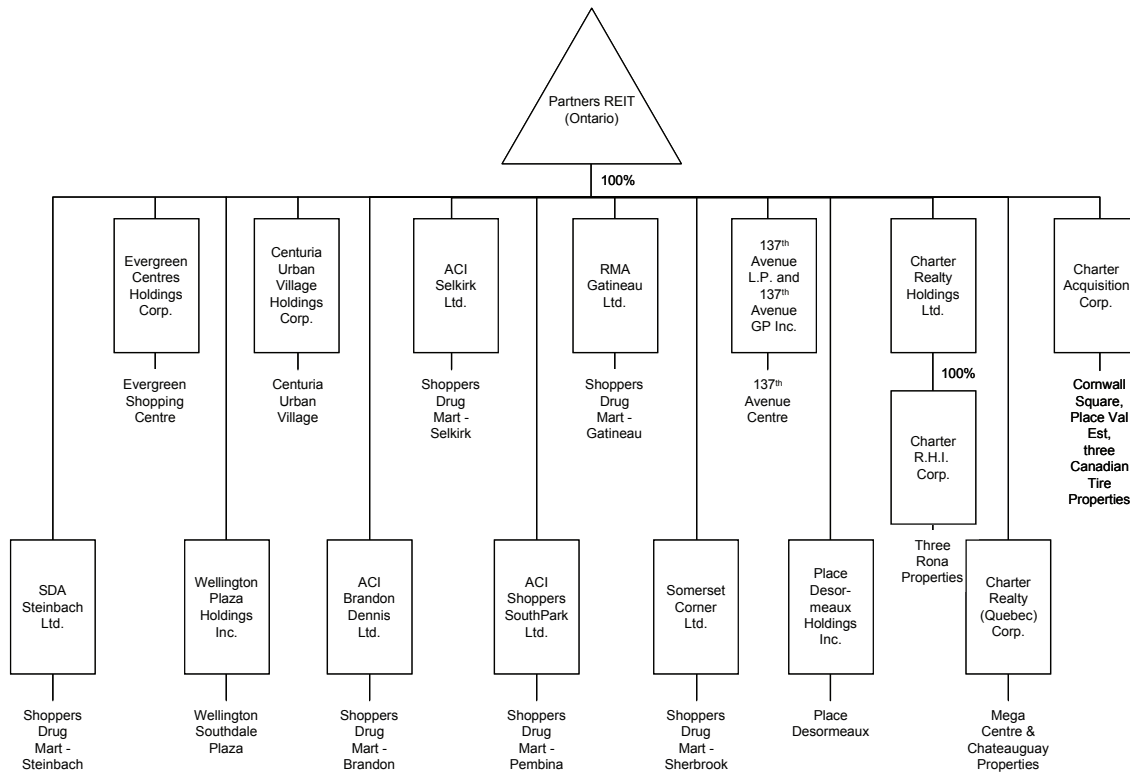 Partners REIT
(Ontario)
100%
Evergreen
Centres
Holdings
Corp.
Centuria
Urban
Village
Holdings
Corp.
ACI
Selkirk
Ltd.
RMA
Gatineau
Ltd.
137th
Avenue
L.P. and
137th
Avenue
GP Inc.
Charter
Realty
Holdings
Ltd.
Charter
Acquisition
Corp.
Evergreen
Shopping
Centre
Centuria
Urban
Village
Shoppers
Drug
Mart -
Selkirk
Shoppers
Drug
Mart -
Gatineau
137th
Avenue
Centre
100%
Charter
R.H.I.
Corp.
Three
Rona
Properties
Cornwall
Square,
Place Val
Est,
three
Canadian
Tire
Properties
SDA
Steinbach
Ltd.
Wellington
Plaza
Holdings
Inc.
ACI
Brandon
Dennis
Ltd.
ACI
Shoppers
SouthPark
Ltd.
Somerset
Corner
Ltd.
Place
Desor-
meaux
Holdings
Inc.
Charter
Realty
(Quebec)
Corp.
Shoppers
Drug
Mart -
Steinbach
Wellington
Southdale
Plaza
Shoppers
Drug
Mart -
Brandon
Shoppers
Drug
Mart -
Pembina
Shoppers
Drug
Mart -
Sherbrook
Place
Desormeaux
Mega
Centre &
Chateauguay
Properties